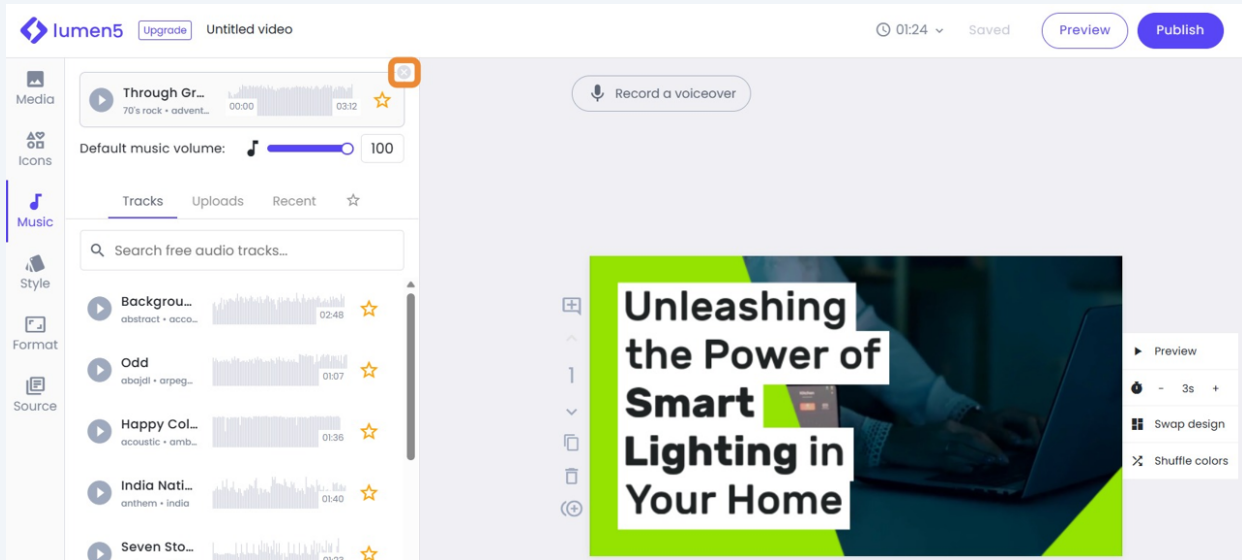 lumen5 Upgrade Untitled video 01:24 Saved Preview Publish
Media
Icons
Music
Style
Format
Source
Through Gr... 00:00 03:12
70's rock • advent...
Default music volume: 100
Tracks Uploads Recent
Search free audio tracks...
Backgrou... 02:48
abstract • acco...
Odd 01:07
abajdl • arpeg...
Happy Col... 01:36
acoustic • amb...
India Nati... 01:40
anthem • india
Seven Sto... 01:23
Record a voiceover
1
Unleashing
the Power of
Smart
Lighting in
Your Home
Preview
- 3s +
Swap design
Shuffle colors